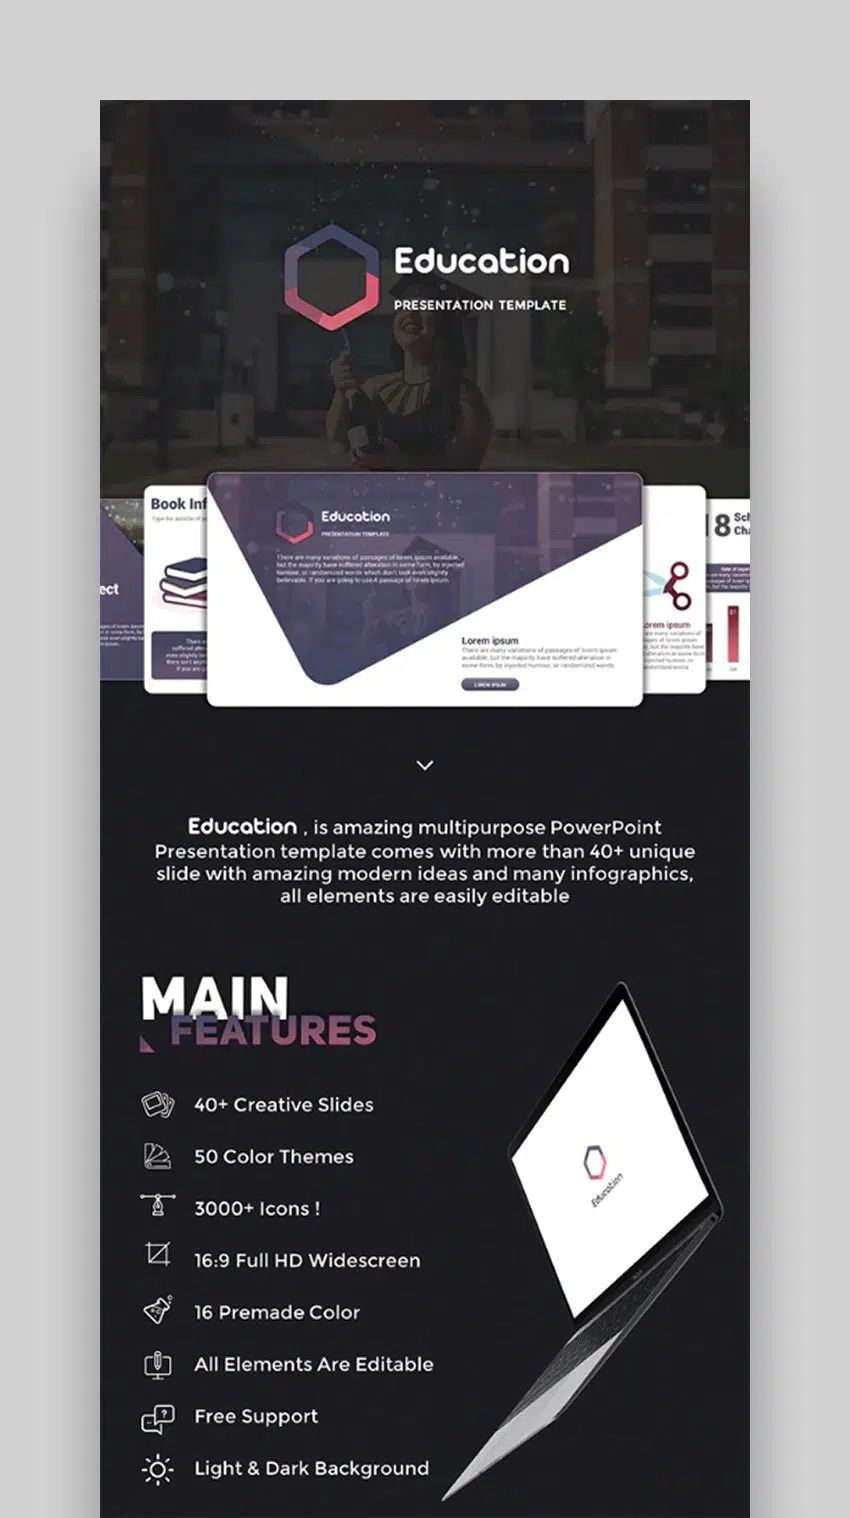 Education
PRESENTATION TEMPLATE
Book Inf
Education
PRESENTATION TEMPLATE
There are many variations of passages of lorem ipsum available,
but the majority have suffered alteration in some form, by injected
humour, or randomized words which don't look even slightly
believable. If you are going to use A passage of lorem ipsum.
Lorem ipsum
There are many variations of passages of lorem ipsum
available, but the majority have suffered alteration in
some form, by injected humour, or randomized words
LOREM IPSUM
ect
orem ipsum
18 Sch
Cha
Education , is amazing multipurpose PowerPoint
Presentation template comes with more than 40+ unique
slide with amazing modern ideas and many infographics,
all elements are easily editable
MAIN
FEATURES
40+ Creative Slides
50 Color Themes
3000+ Icons !
16:9 Full HD Widescreen
16 Premade Color
All Elements Are Editable
Free Support
Light & Dark Background
Education